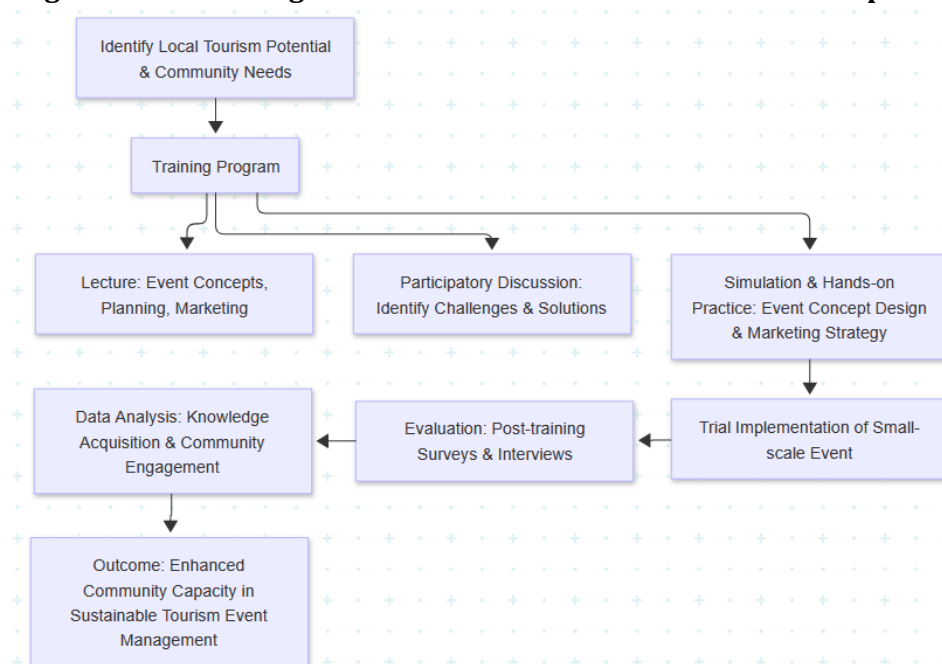 Identify Local Tourism Potential
& Community Needs
Training Program
Lecture: Event Concepts,
Planning, Marketing
Participatory Discussion:
Identify Challenges & Solutions
Simulation & Hands-on
Practice: Event Concept Design
& Marketing Strategy
Trial Implementation of Small-
scale Event
Evaluation: Post-training
Surveys & Interviews
Data Analysis: Knowledge
Acquisition & Community
Engagement
Outcome: Enhanced
Community Capacity in
Sustainable Tourism Event
Management